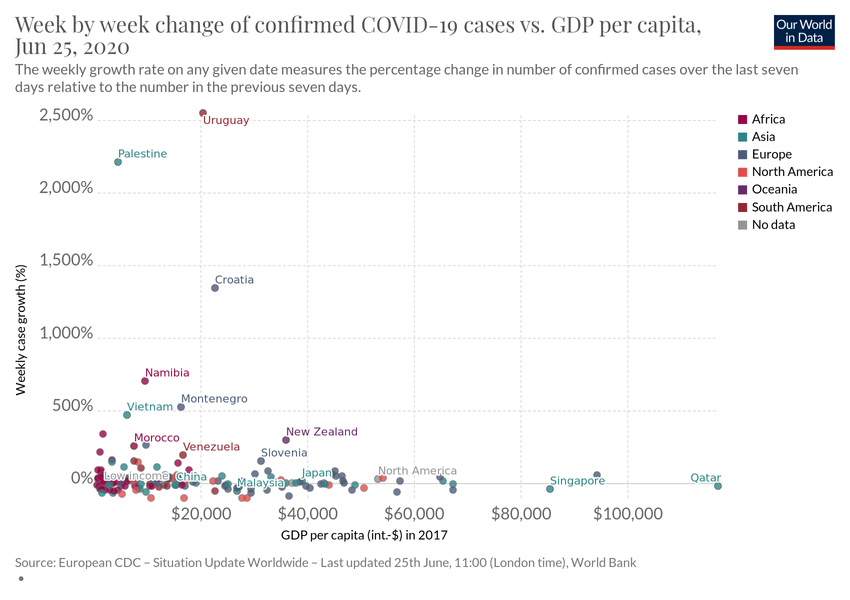 Week by week change of confirmed COVID-19 cases vs. GDP per capita,
Jun 25, 2020
Our World
in Data
The weekly growth rate on any given date measures the percentage change in number of confirmed cases over the last seven
days relative to the number in the previous seven days.
2,500%
Uruguay
Palestine
2,000%
1,500%
Croatia
1,000%
Namibia
Montenegro
500%
Vietnam
New Zealand
Morocco
Venezuela
Slovenia
North America
Japan
Low income
China
Malaysia
Singapore
Qatar
0%
$20,000
$40,000
$60,000
$80,000
$100,000
Weekly case growth (%)
GDP per capita (int.-$) in 2017
Africa
Asia
Europe
North America
Oceania
South America
No data
Source: European CDC – Situation Update Worldwide – Last updated 25th June, 11:00 (London time), World Bank